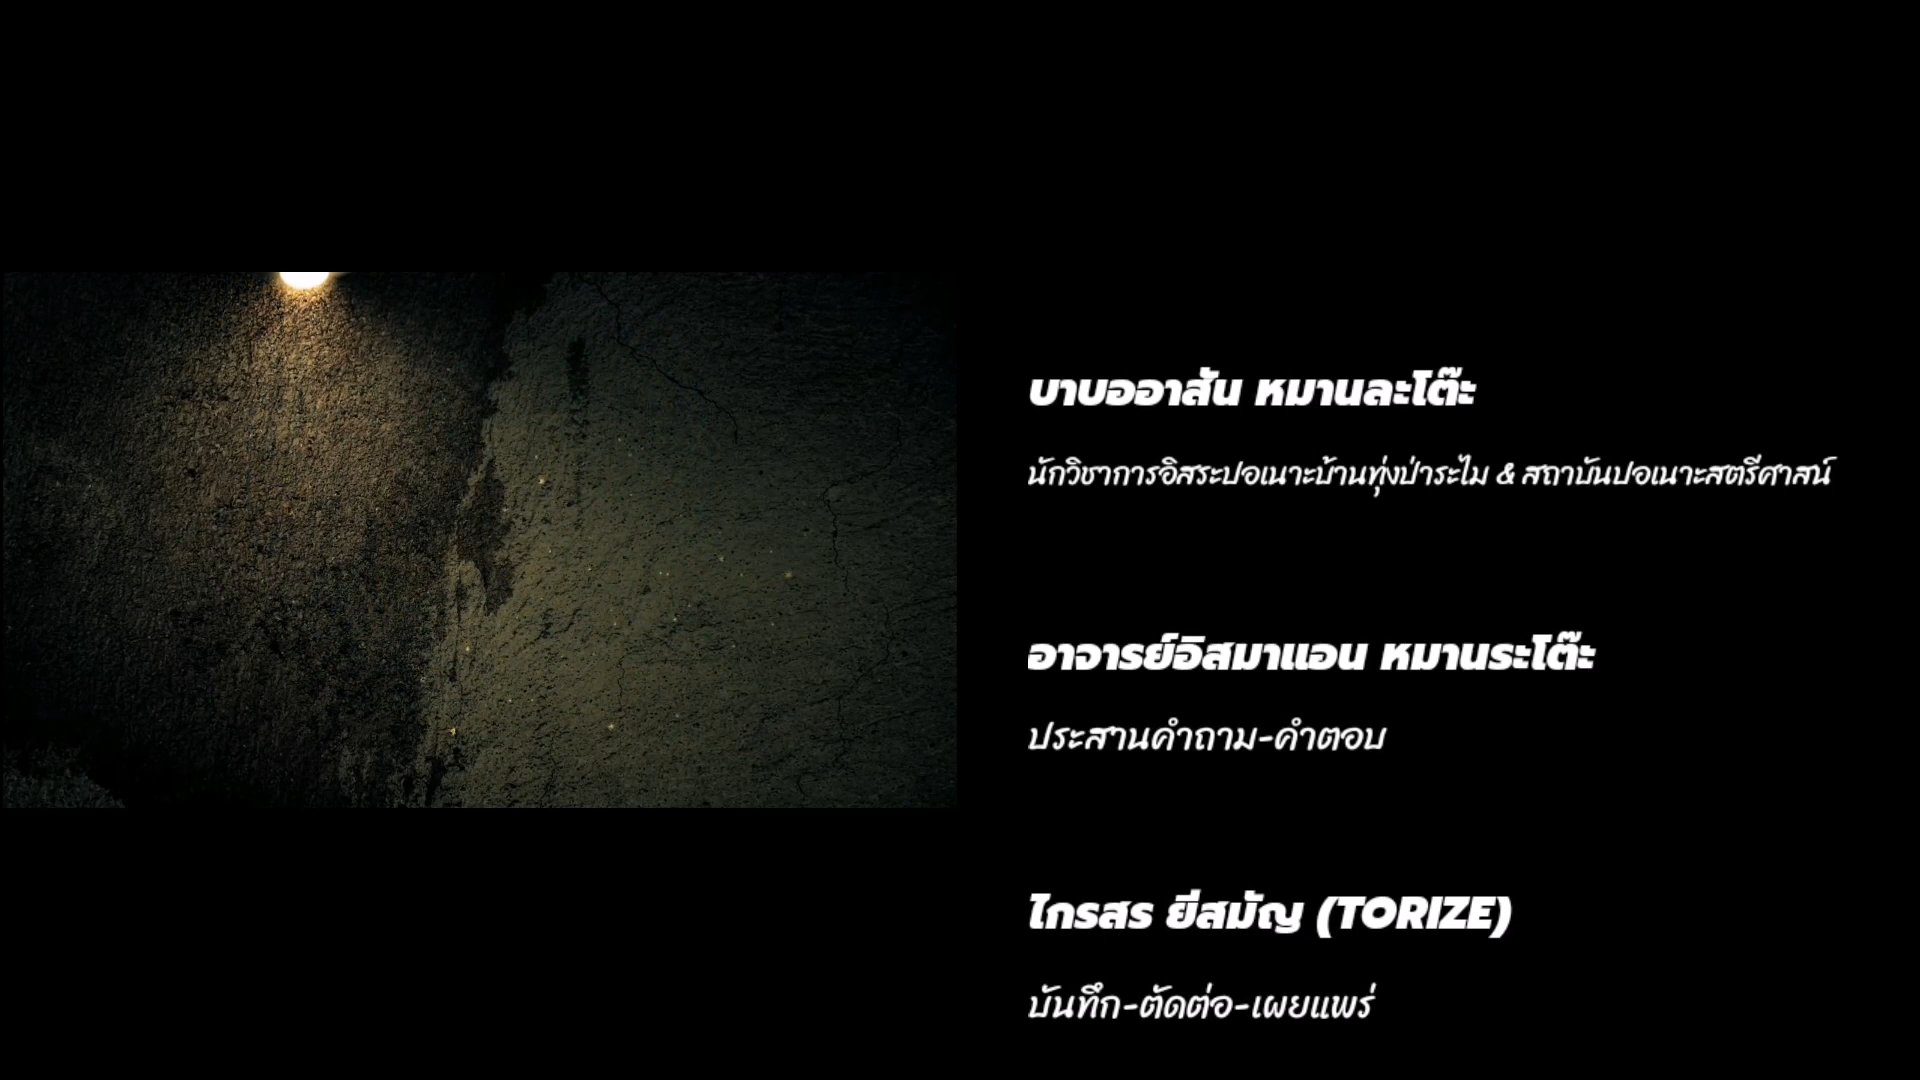 บาบออาสัน หมานละโต๊ะ
นักวิชาการอิสระปอเนาะบ้านทุ่งป่าระไม & สถาบันปอเนาะสตรีศาสน์
อาจารย์อิสมาแอน หมานระโต๊ะ
ประสานคำถาม-คำตอบ
ไกรสร ยีสมัญ (TORIZE)
บันทึก-ตัดต่อ-เผยแพร่